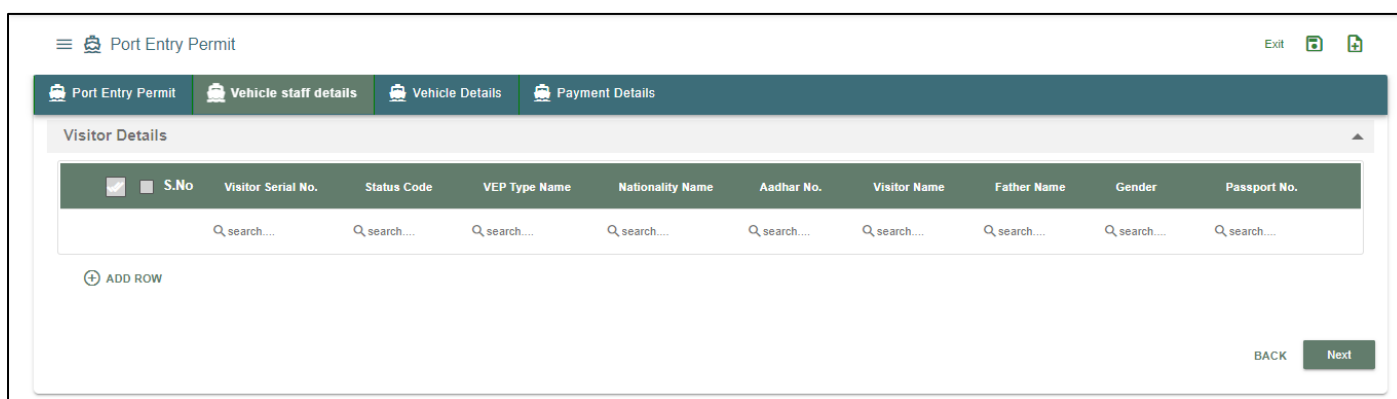 Port Entry Permit Exit
Port Entry Permit Vehicle staff details Vehicle Details Payment Details
Visitor Details
S.No Visitor Serial No. Status Code VEP Type Name Nationality Name Aadhar No. Visitor Name Father Name Gender Passport No.
search.... search.... search.... search.... search.... search.... search.... search.... search....
ADD ROW
BACK Next